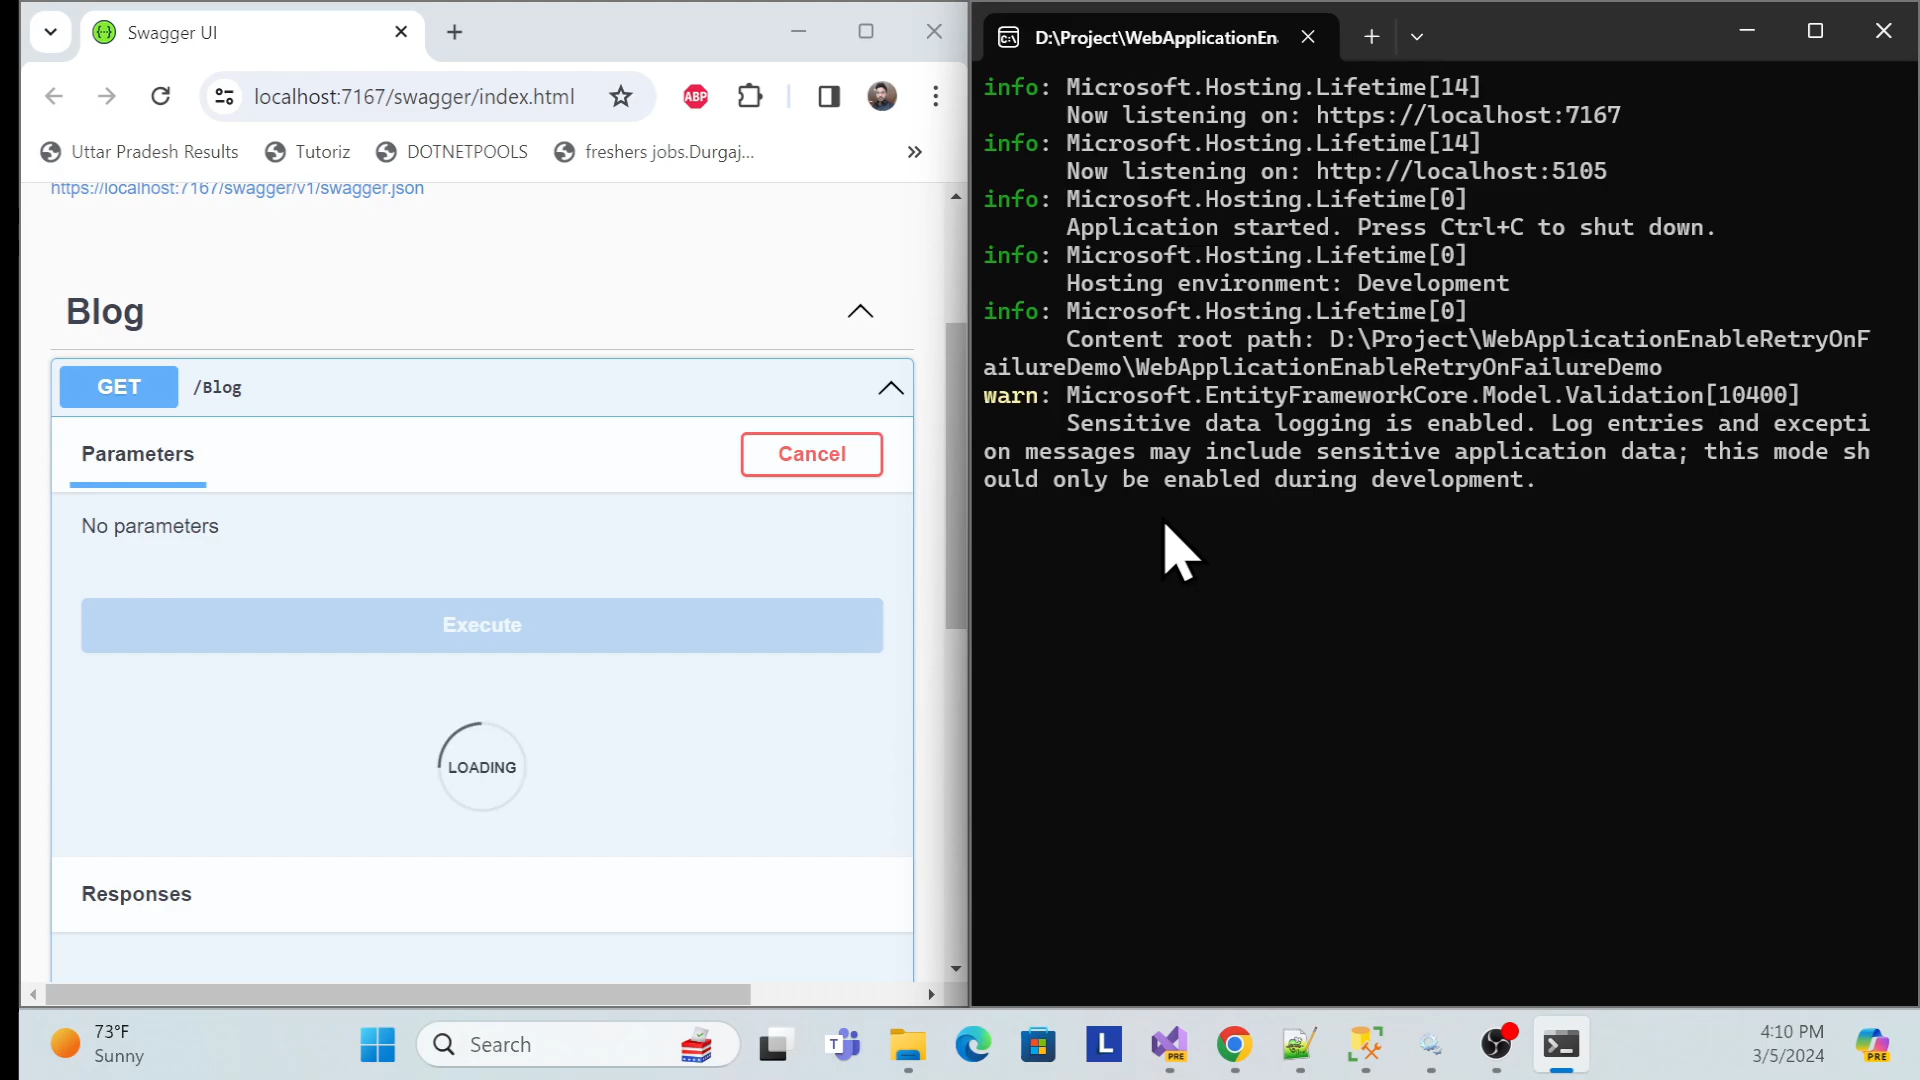 Swagger UI
localhost:7167/swagger/index.html
ABP
Uttar Pradesh Results
Tutoriz
DOTNETPOOLS
freshers jobs.Durgaj...
https://localhost:7167/swagger/v1/swagger.json
Blog
GET
/Blog
Parameters
Cancel
No parameters
Execute
LOADING
Responses
D:\Project\WebApplicationEn
info: Microsoft.Hosting.Lifetime[14]
Now listening on: https://localhost:7167
info: Microsoft.Hosting.Lifetime[14]
Now listening on: http://localhost:5105
info: Microsoft.Hosting.Lifetime[0]
Application started. Press Ctrl+C to shut down.
info: Microsoft.Hosting.Lifetime[0]
Hosting environment: Development
info: Microsoft.Hosting.Lifetime[0]
Content root path: D:\Project\WebApplicationEnableRetryOnF
ailureDemo\WebApplicationEnableRetryOnFailureDemo
warn: Microsoft.EntityFrameworkCore.Model.Validation[10400]
Sensitive data logging is enabled. Log entries and excepti
on messages may include sensitive application data; this mode sh
ould only be enabled during development.
73°F
Sunny
Search
T
L
PRE
4:10 PM
3/5/2024
PRE